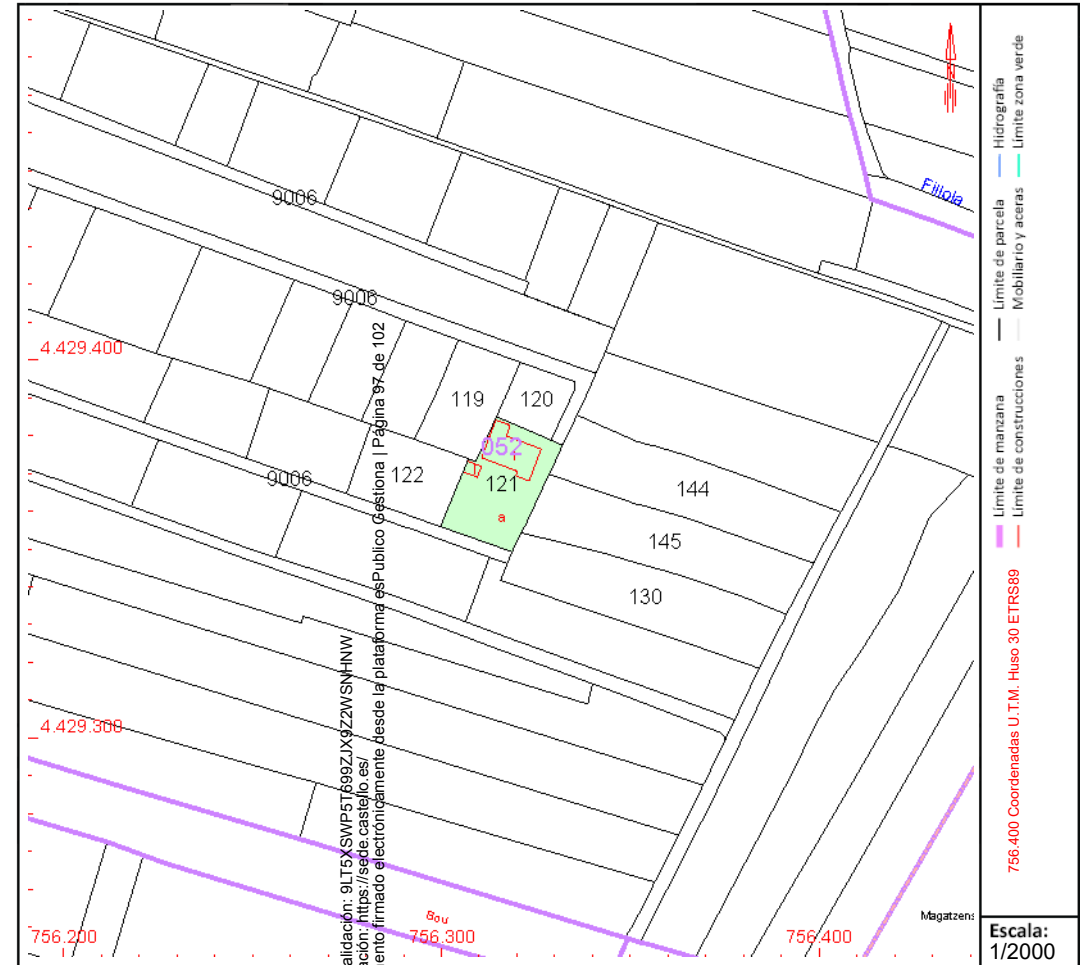 Fillola
9006
9006
4.429.400
119
120
052
122
121
a
9006
144
145
130
4.429.300
Bou
756.200
756.300
756.400
Magatzens
alidación: 9LT5XSWP5T699ZJX9Z2WSNHNW
ación: https://sede.castello.es/
ento firmado electrónicamente desde la plataforma esPublico Gestiona | Página 97 de 102
756.400 Coordenadas U.T.M. Huso 30 ETRS89
Límite de manzana
Límite de parcela
Hidrografía
Límite de construcciones
Mobiliario y aceras
Límite zona verde
Escala:
1/2000